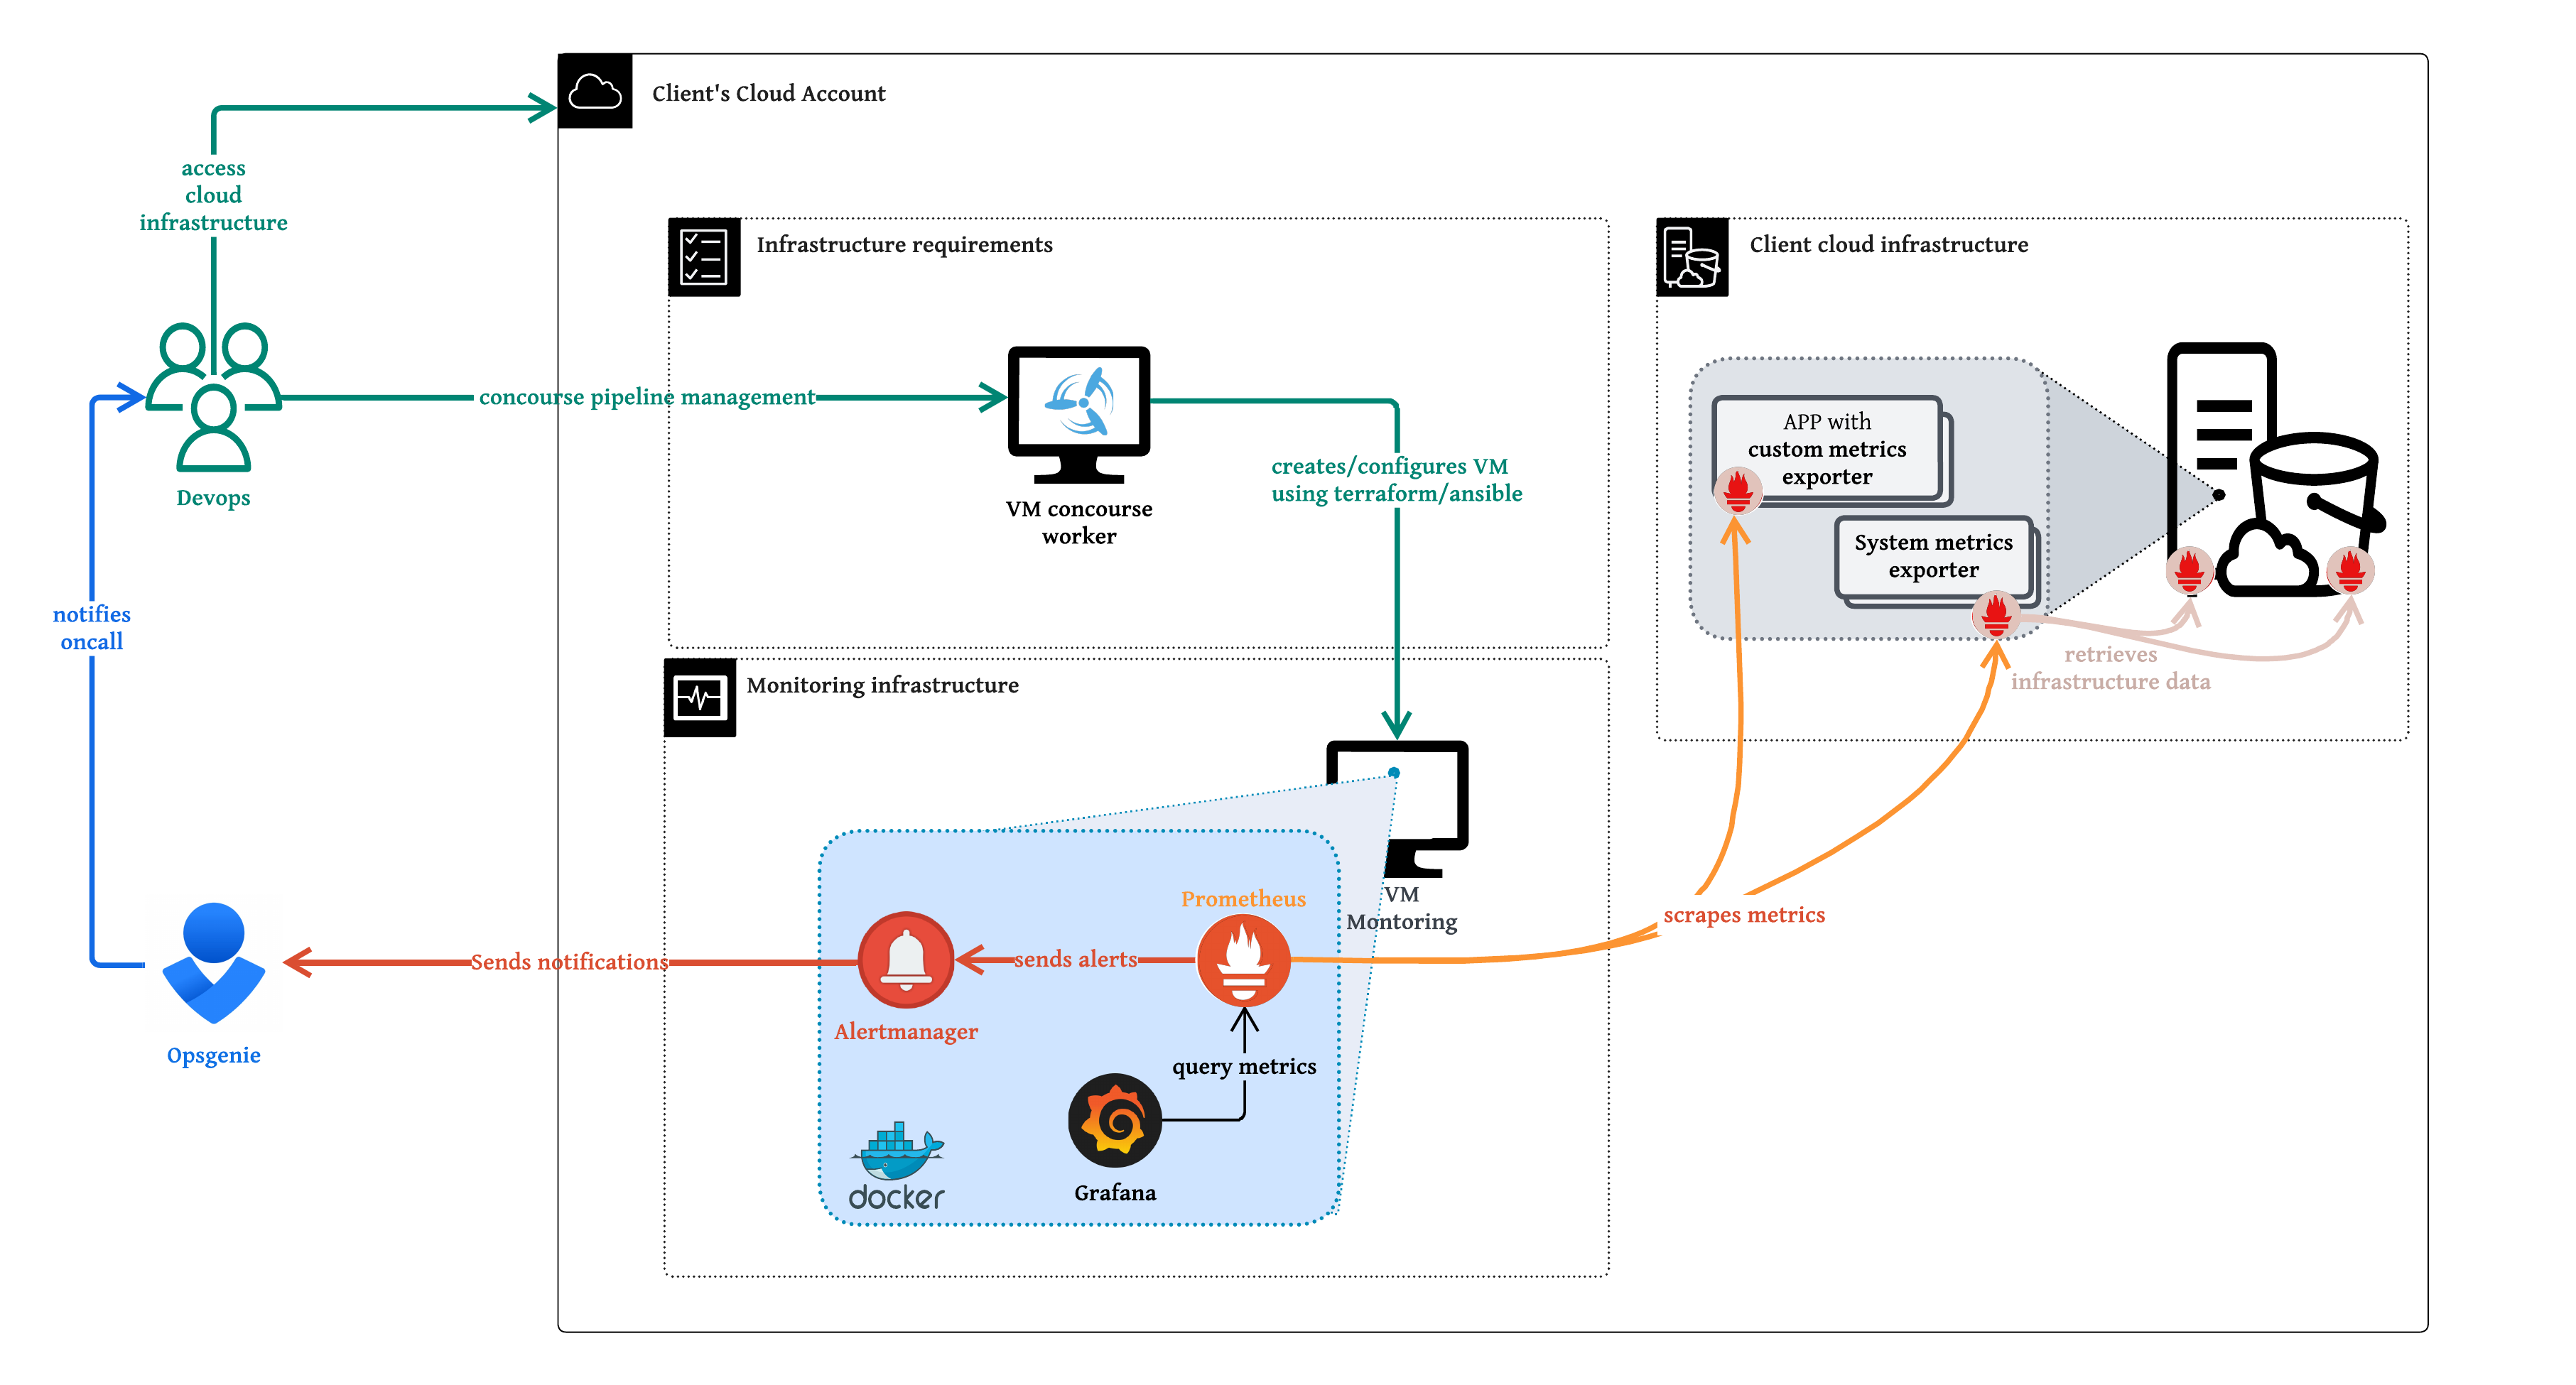 Client's Cloud Account
access
cloud
infrastructure
Infrastructure requirements
Client cloud infrastructure
concourse pipeline management
Devops
VM concourse
worker
creates/configures VM
using terraform/ansible
APP with
custom metrics
exporter
System metrics
exporter
retrieves
infrastructure data
notifies
oncall
Monitoring infrastructure
VM
Montoring
Prometheus
scrapes metrics
sends alerts
Sends notifications
Alertmanager
Opsgenie
query metrics
docker
Grafana